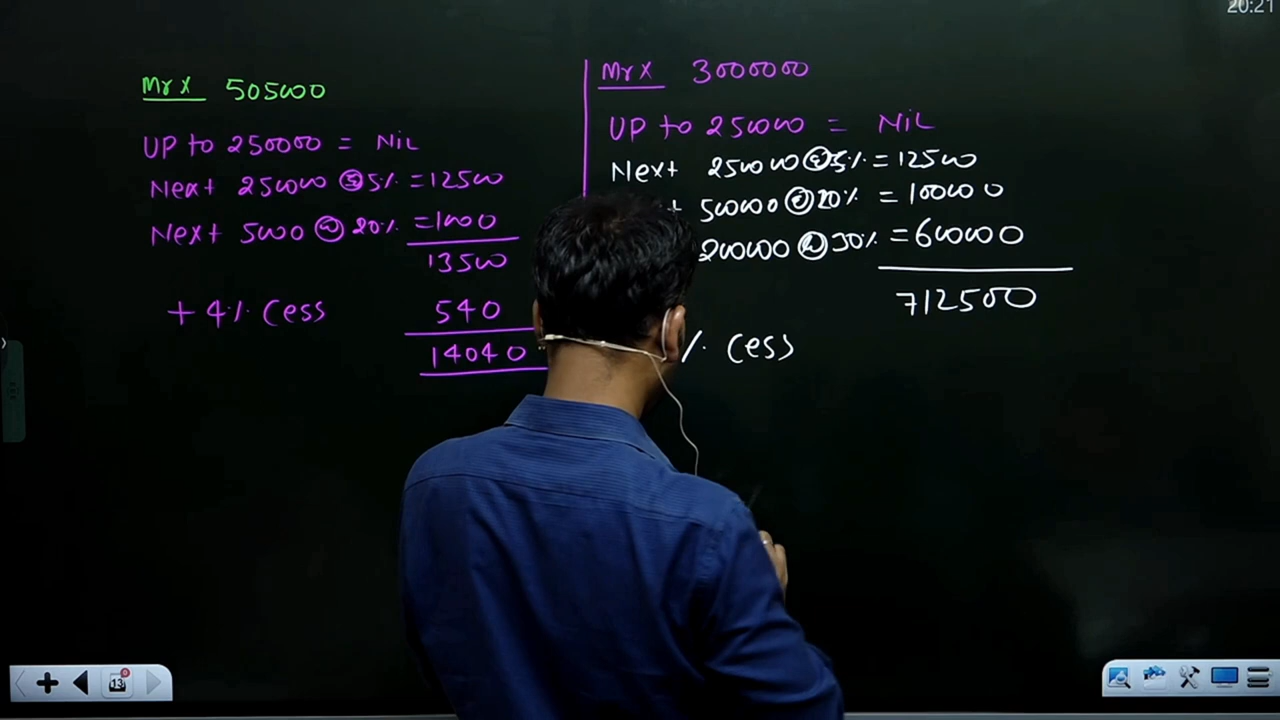 20:21
Mr X 505000
UP to 250000 = Nil
Next 250000 @ 5% = 12500
Next 5000 @ 20% = 1000
13500
+ 4% Cess 540
14040
Mr X 3000000
UP to 250000 = Nil
Next 250000 @ 5% = 12500
500000 @ 20% = 100000
2000000 @ 30% = 600000
712500
% Cess
13